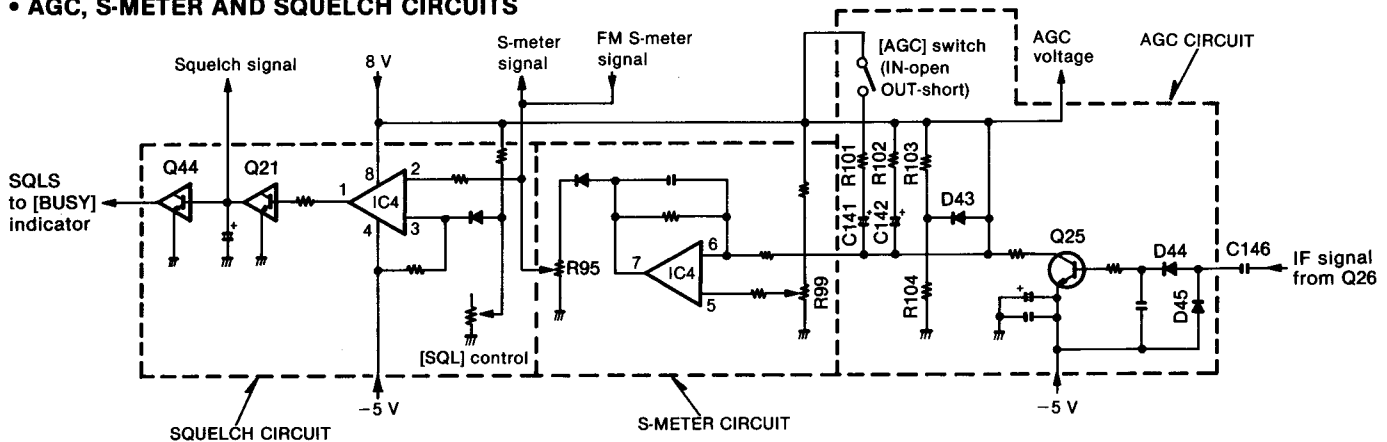 • AGC, S-METER AND SQUELCH CIRCUITS
Squelch signal
8 V
S-meter
signal
FM S-meter
signal
[AGC] switch
(IN-open
OUT-short)
AGC
voltage
AGC CIRCUIT
SQLS
to [BUSY]
indicator
Q44
Q21
1
8
2
IC4
4
3
R95
7
6
IC4
5
R99
R101
R102
R103
C141
C142
D43
R104
Q25
D44
C146
D45
IF signal
from Q26
[SQL] control
−5 V
−5 V
SQUELCH CIRCUIT
S-METER CIRCUIT
+
+
+
+